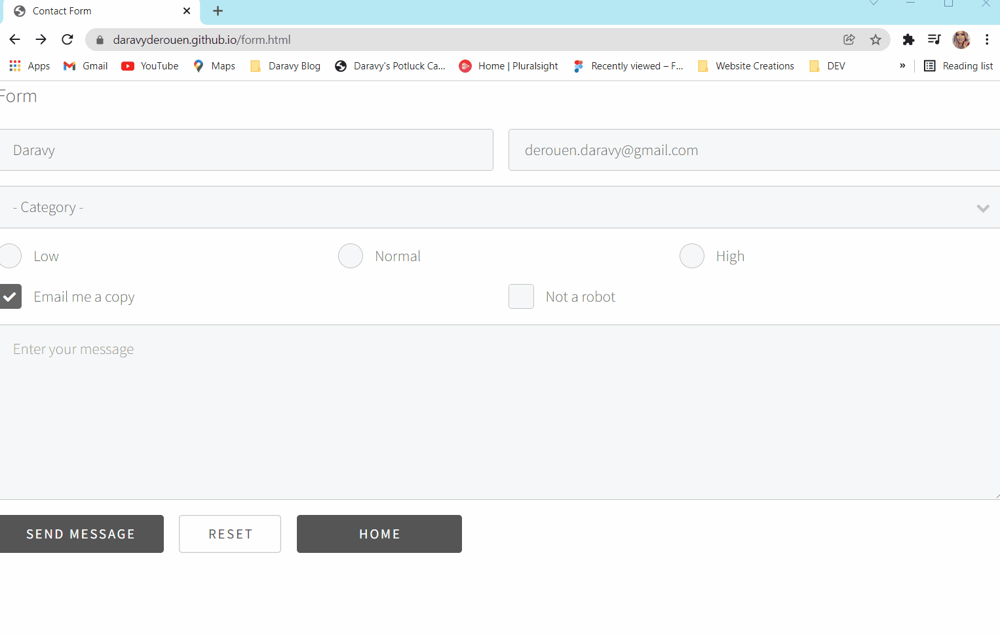 Contact Form
daravyderouen.github.io/form.html
Apps Gmail YouTube Maps Daravy Blog Daravy's Potluck Ca... Home | Pluralsight Recently viewed – F... Website Creations DEV » Reading list
Form
Daravy derouen.daravy@gmail.com
- Category -
Low Normal High
Email me a copy Not a robot
Enter your message
SEND MESSAGE RESET HOME